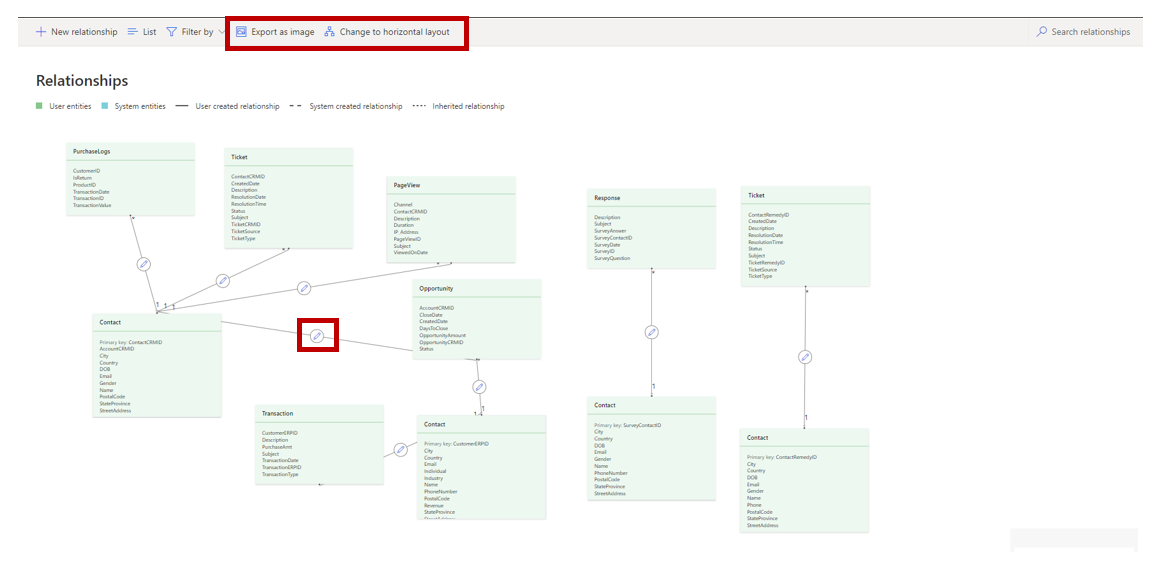 New relationship List Filter by Export as image Change to horizontal layout Search relationships
Relationships
User entities System entities User created relationship System created relationship Inherited relationship
PurchaseLogs
CustomerID
IsReturn
ProductID
TransactionDate
TransactionID
TransactionValue
Ticket
ContactCRMID
CreatedDate
Description
ResolutionDate
ResolutionTime
Status
Subject
TicketCRMID
TicketSource
TicketType
PageView
Channel
ContactCRMID
Description
Duration
IP_Address
PageViewID
Subject
ViewedOnDate
Response
Description
Subject
SurveyAnswer
SurveyContactID
SurveyDate
SurveyID
SurveyQuestion
Ticket
ContactRemedyID
CreatedDate
Description
ResolutionDate
ResolutionTime
Status
Subject
TicketRemedyID
TicketSource
TicketType
Opportunity
AccountCRMID
CloseDate
CreatedDate
DaysToClose
OpportunityAmount
OpportunityCRMID
Status
1 1 1
Contact
Primary key: ContactCRMID
AccountCRMID
City
Country
DOB
Email
Gender
Name
PostalCode
StateProvince
StreetAddress
Transaction
CustomerERPID
Description
PurchaseAmt
Subject
TransactionDate
TransactionERPID
TransactionType
1 1
Contact
Primary key: CustomerERPID
City
Country
Email
Individual
Industry
Name
PhoneNumber
PostalCode
Revenue
StateProvince
StreetAddress
1
Contact
Primary key: SurveyContactID
City
Country
DOB
Email
Gender
Name
PhoneNumber
PostalCode
StateProvince
StreetAddress
1
Contact
Primary key: ContactRemedyID
City
Country
DOB
Email
Gender
Name
Phone
PostalCode
StateProvince
StreetAddress